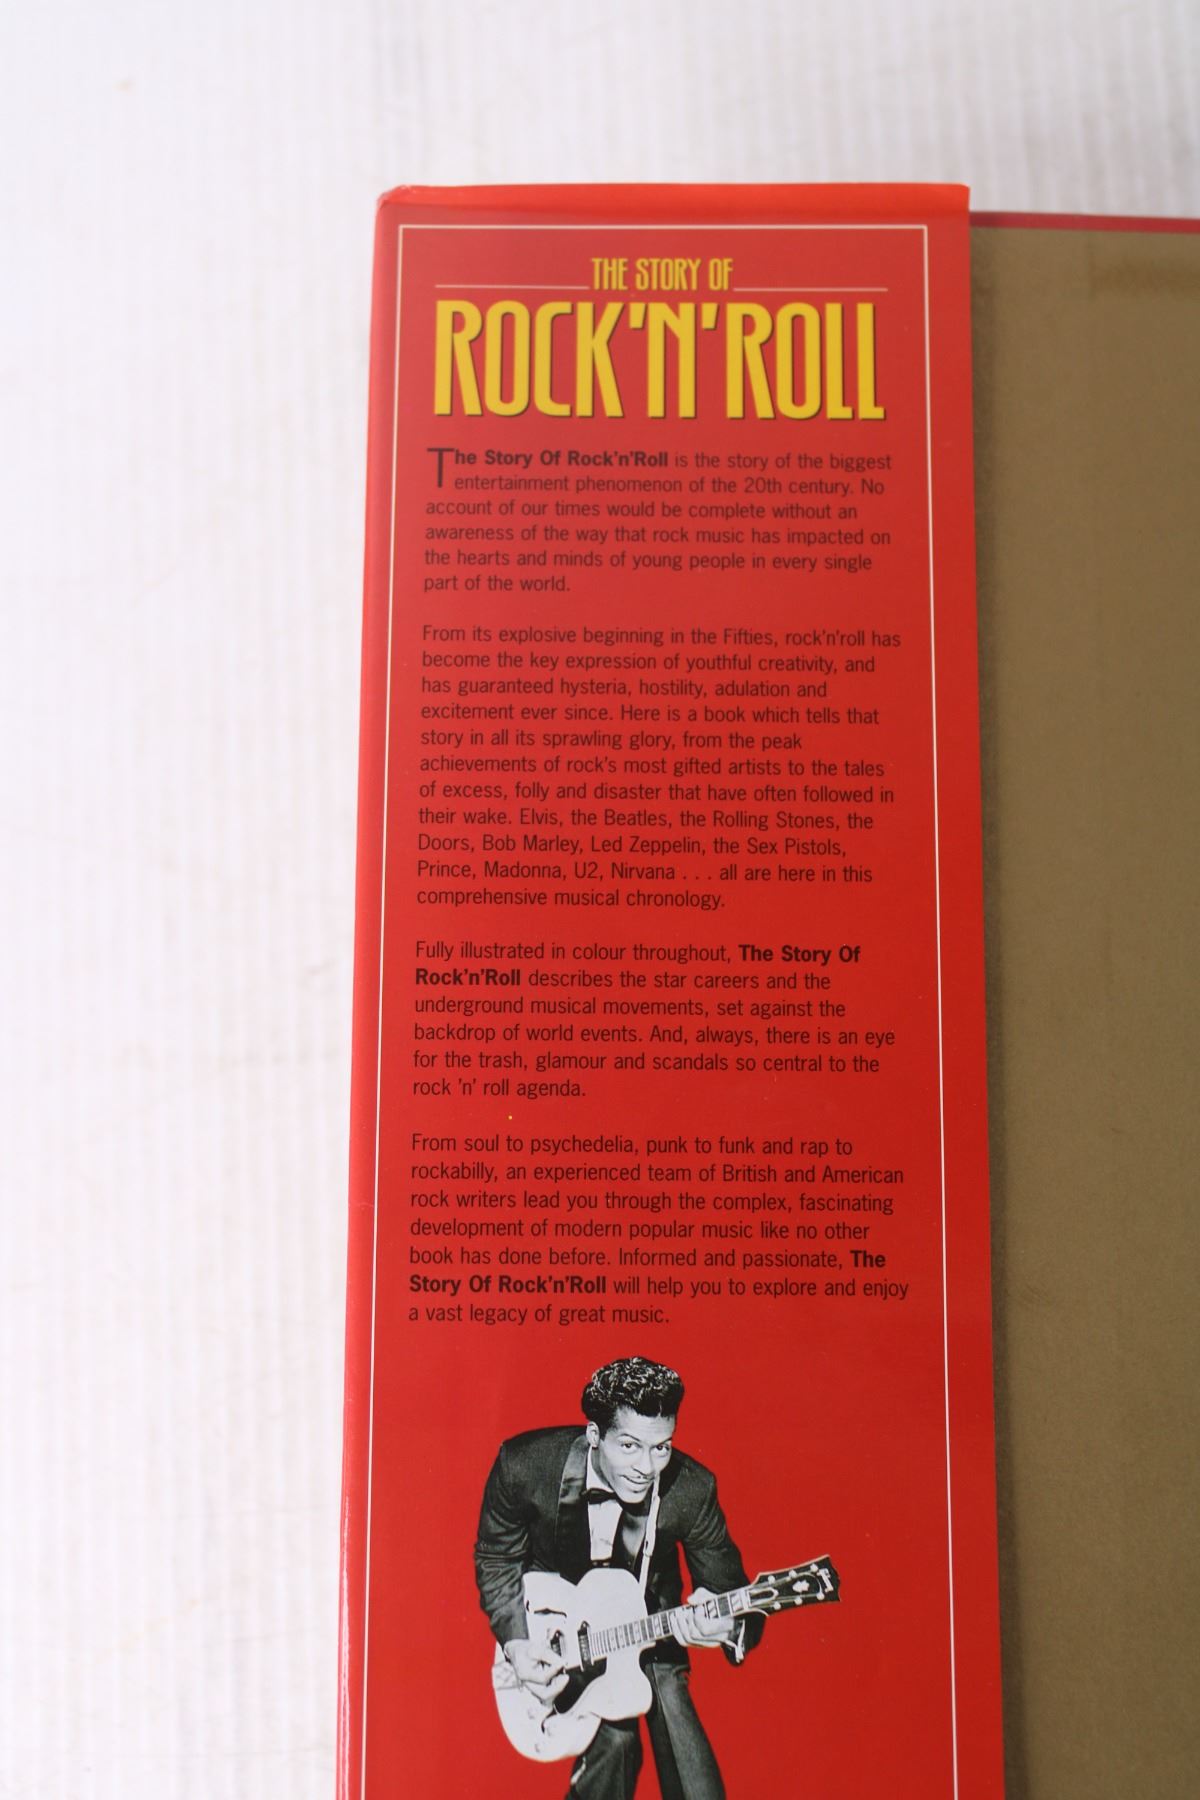 THE STORY OF
ROCK'N'ROLL
The Story Of Rock'n'Roll is the story of the biggest
entertainment phenomenon of the 20th century. No
account of our times would be complete without an
awareness of the way that rock music has impacted on
the hearts and minds of young people in every single
part of the world.
From its explosive beginning in the Fifties, rock'n'roll has
become the key expression of youthful creativity, and
has guaranteed hysteria, hostility, adulation and
excitement ever since. Here is a book which tells that
story in all its sprawling glory, from the peak
achievements of rock's most gifted artists to the tales
of excess, folly and disaster that have often followed in
their wake. Elvis, the Beatles, the Rolling Stones, the
Doors, Bob Marley, Led Zeppelin, the Sex Pistols,
Prince, Madonna, U2, Nirvana . . . all are here in this
comprehensive musical chronology.
Fully illustrated in colour throughout, The Story Of
Rock'n'Roll describes the star careers and the
underground musical movements, set against the
backdrop of world events. And, always, there is an eye
for the trash, glamour and scandals so central to the
rock 'n' roll agenda.
From soul to psychedelia, punk to funk and rap to
rockabilly, an experienced team of British and American
rock writers lead you through the complex, fascinating
development of modern popular music like no other
book has done before. Informed and passionate, The
Story Of Rock'n'Roll will help you to explore and enjoy
a vast legacy of great music.